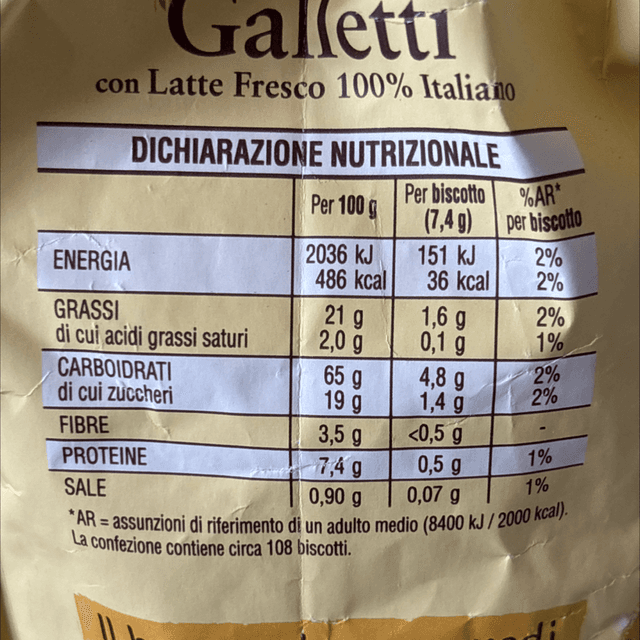 Galletti
con Latte Fresco 100% Italiano
DICHIARAZIONE NUTRIZIONALE
Per 100 g Per biscotto (7,4 g) %AR* per biscotto
ENERGIA 2036 kJ 151 kJ 2%
486 kcal 36 kcal 2%
GRASSI 21 g 1,6 g 2%
di cui acidi grassi saturi 2,0 g 0,1 g 1%
CARBOIDRATI 65 g 4,8 g 2%
di cui zuccheri 19 g 1,4 g 2%
FIBRE 3,5 g <0,5 g -
PROTEINE 7,4 g 0,5 g 1%
SALE 0,90 g 0,07 g 1%
*AR = assunzioni di riferimento di un adulto medio (8400 kJ / 2000 kcal).
La confezione contiene circa 108 biscotti.
Il